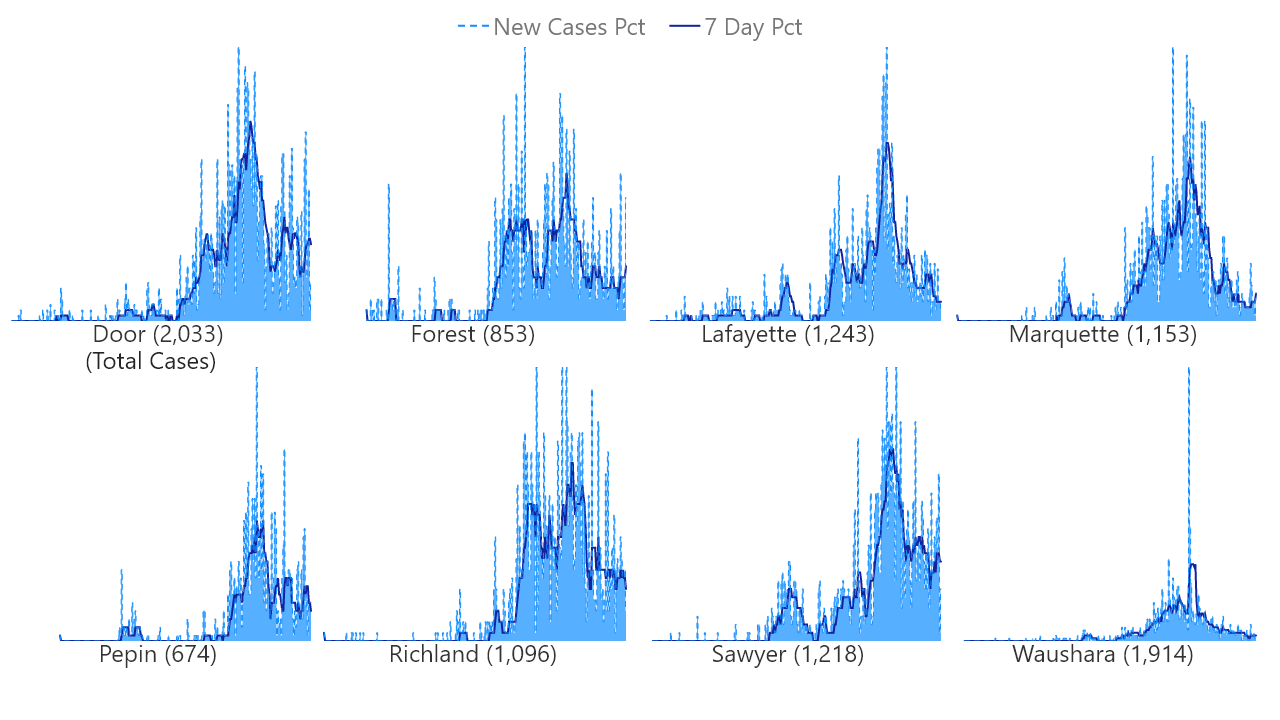 New Cases Pct 7 Day Pct
Door (2,033) Forest (853) Lafayette (1,243) Marquette (1,153)
(Total Cases)
Pepin (674) Richland (1,096) Sawyer (1,218) Waushara (1,914)